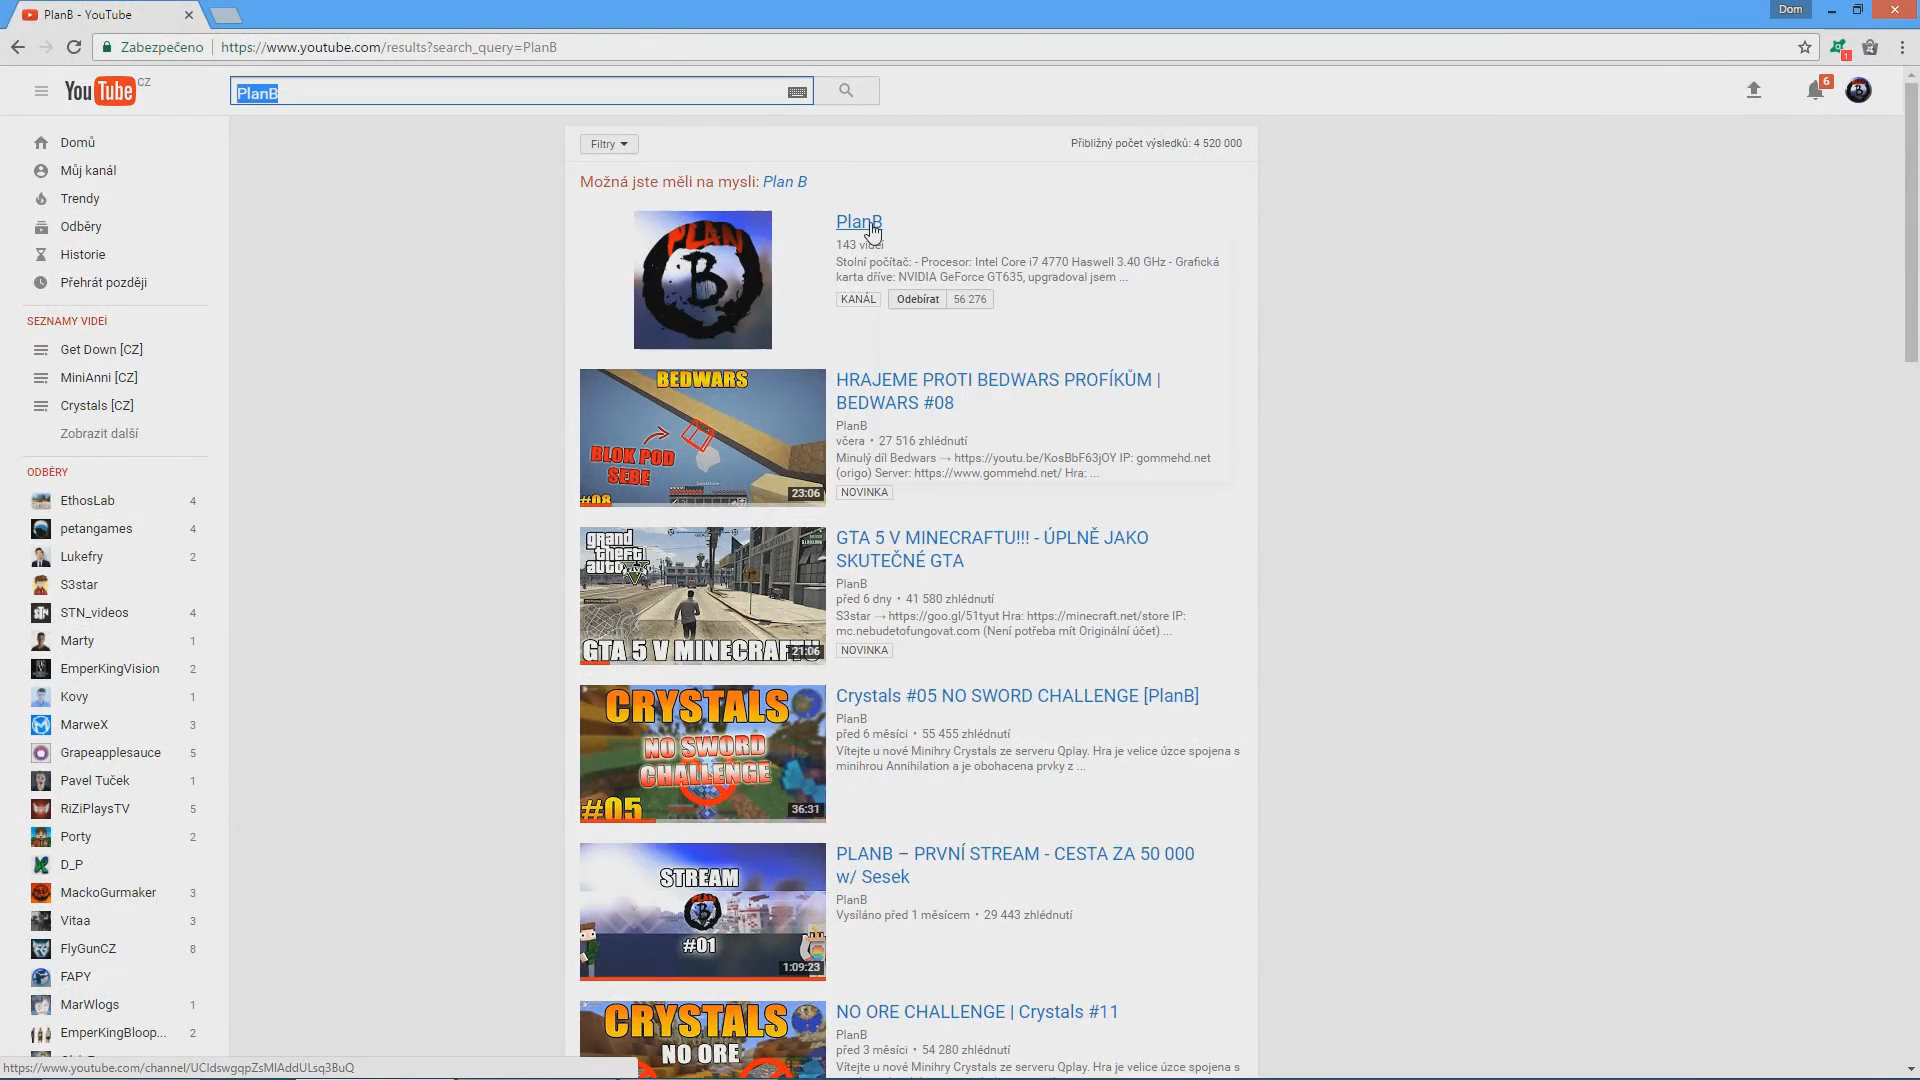 PlanB - YouTube
Dom
Zabezpečeno
https://www.youtube.com/results?search_query=PlanB
1
YouTube CZ
PlanB
6
Domů
Můj kanál
Trendy
Odběry
Historie
Přehrát později
SEZNAMY VIDEÍ
Get Down [CZ]
MiniAnni [CZ]
Crystals [CZ]
Zobrazit další
ODBĚRY
EthosLab 4
petangames 4
Lukefry 2
S3star
STN_videos 4
Marty 1
EmperKingVision 2
Kovy 1
MarweX 3
Grapeapplesauce 5
Pavel Tuček 1
RiZiPlaysTV 5
Porty 2
D_P
MackoGurmaker 3
Vitaa 3
FlyGunCZ 8
FAPY
MarWlogs 1
EmperKingBloop... 2
Filtry
Přibližný počet výsledků: 4 520 000
Možná jste měli na mysli: Plan B
PLAN
B
PlanB
143 videí
Stolní počítač: - Procesor: Intel Core i7 4770 Haswell 3.40 GHz - Grafická
karta dříve: NVIDIA GeForce GT635, upgradoval jsem ...
KANÁL
Odebírat 56 276
BEDWARS
BLOK POD
SEBE
#08
23:06
HRAJEME PROTI BEDWARS PROFÍKŮM |
BEDWARS #08
PlanB
včera • 27 516 zhlédnutí
Minulý díl Bedwars → https://youtu.be/KosBbF63jOY IP: gommehd.net
(origo) Server: https://www.gommehd.net/ Hra: ...
NOVINKA
grand
theft
auto V
GTA 5 V MINECRAFTU
21:06
GTA 5 V MINECRAFTU!!! - ÚPLNĚ JAKO
SKUTEČNÉ GTA
PlanB
před 6 dny • 41 580 zhlédnutí
S3star → https://goo.gl/51tyut Hra: https://minecraft.net/store IP:
mc.nebudetofungovat.com (Není potřeba mít Originální účet) ...
NOVINKA
CRYSTALS
NO SWORD
CHALLENGE
#05
36:31
Crystals #05 NO SWORD CHALLENGE [PlanB]
PlanB
před 6 měsíci • 55 455 zhlédnutí
Vítejte u nové Minihry Crystals ze serveru Qplay. Hra je velice úzce spojena s
minihrou Annihilation a je obohacena prvky z ...
STREAM
B
#01
1:09:23
PLANB – PRVNÍ STREAM - CESTA ZA 50 000
w/ Sesek
PlanB
Vysíláno před 1 měsícem • 29 443 zhlédnutí
CRYSTALS
NO ORE
NO ORE CHALLENGE | Crystals #11
PlanB
před 3 měsíci • 54 280 zhlédnutí
Vítejte u nové Minihry Crystals ze serveru Qplay. Hra je velice úzce spojena s
https://www.youtube.com/channel/UCIdswgqpZsMIAddULsq3BuQ